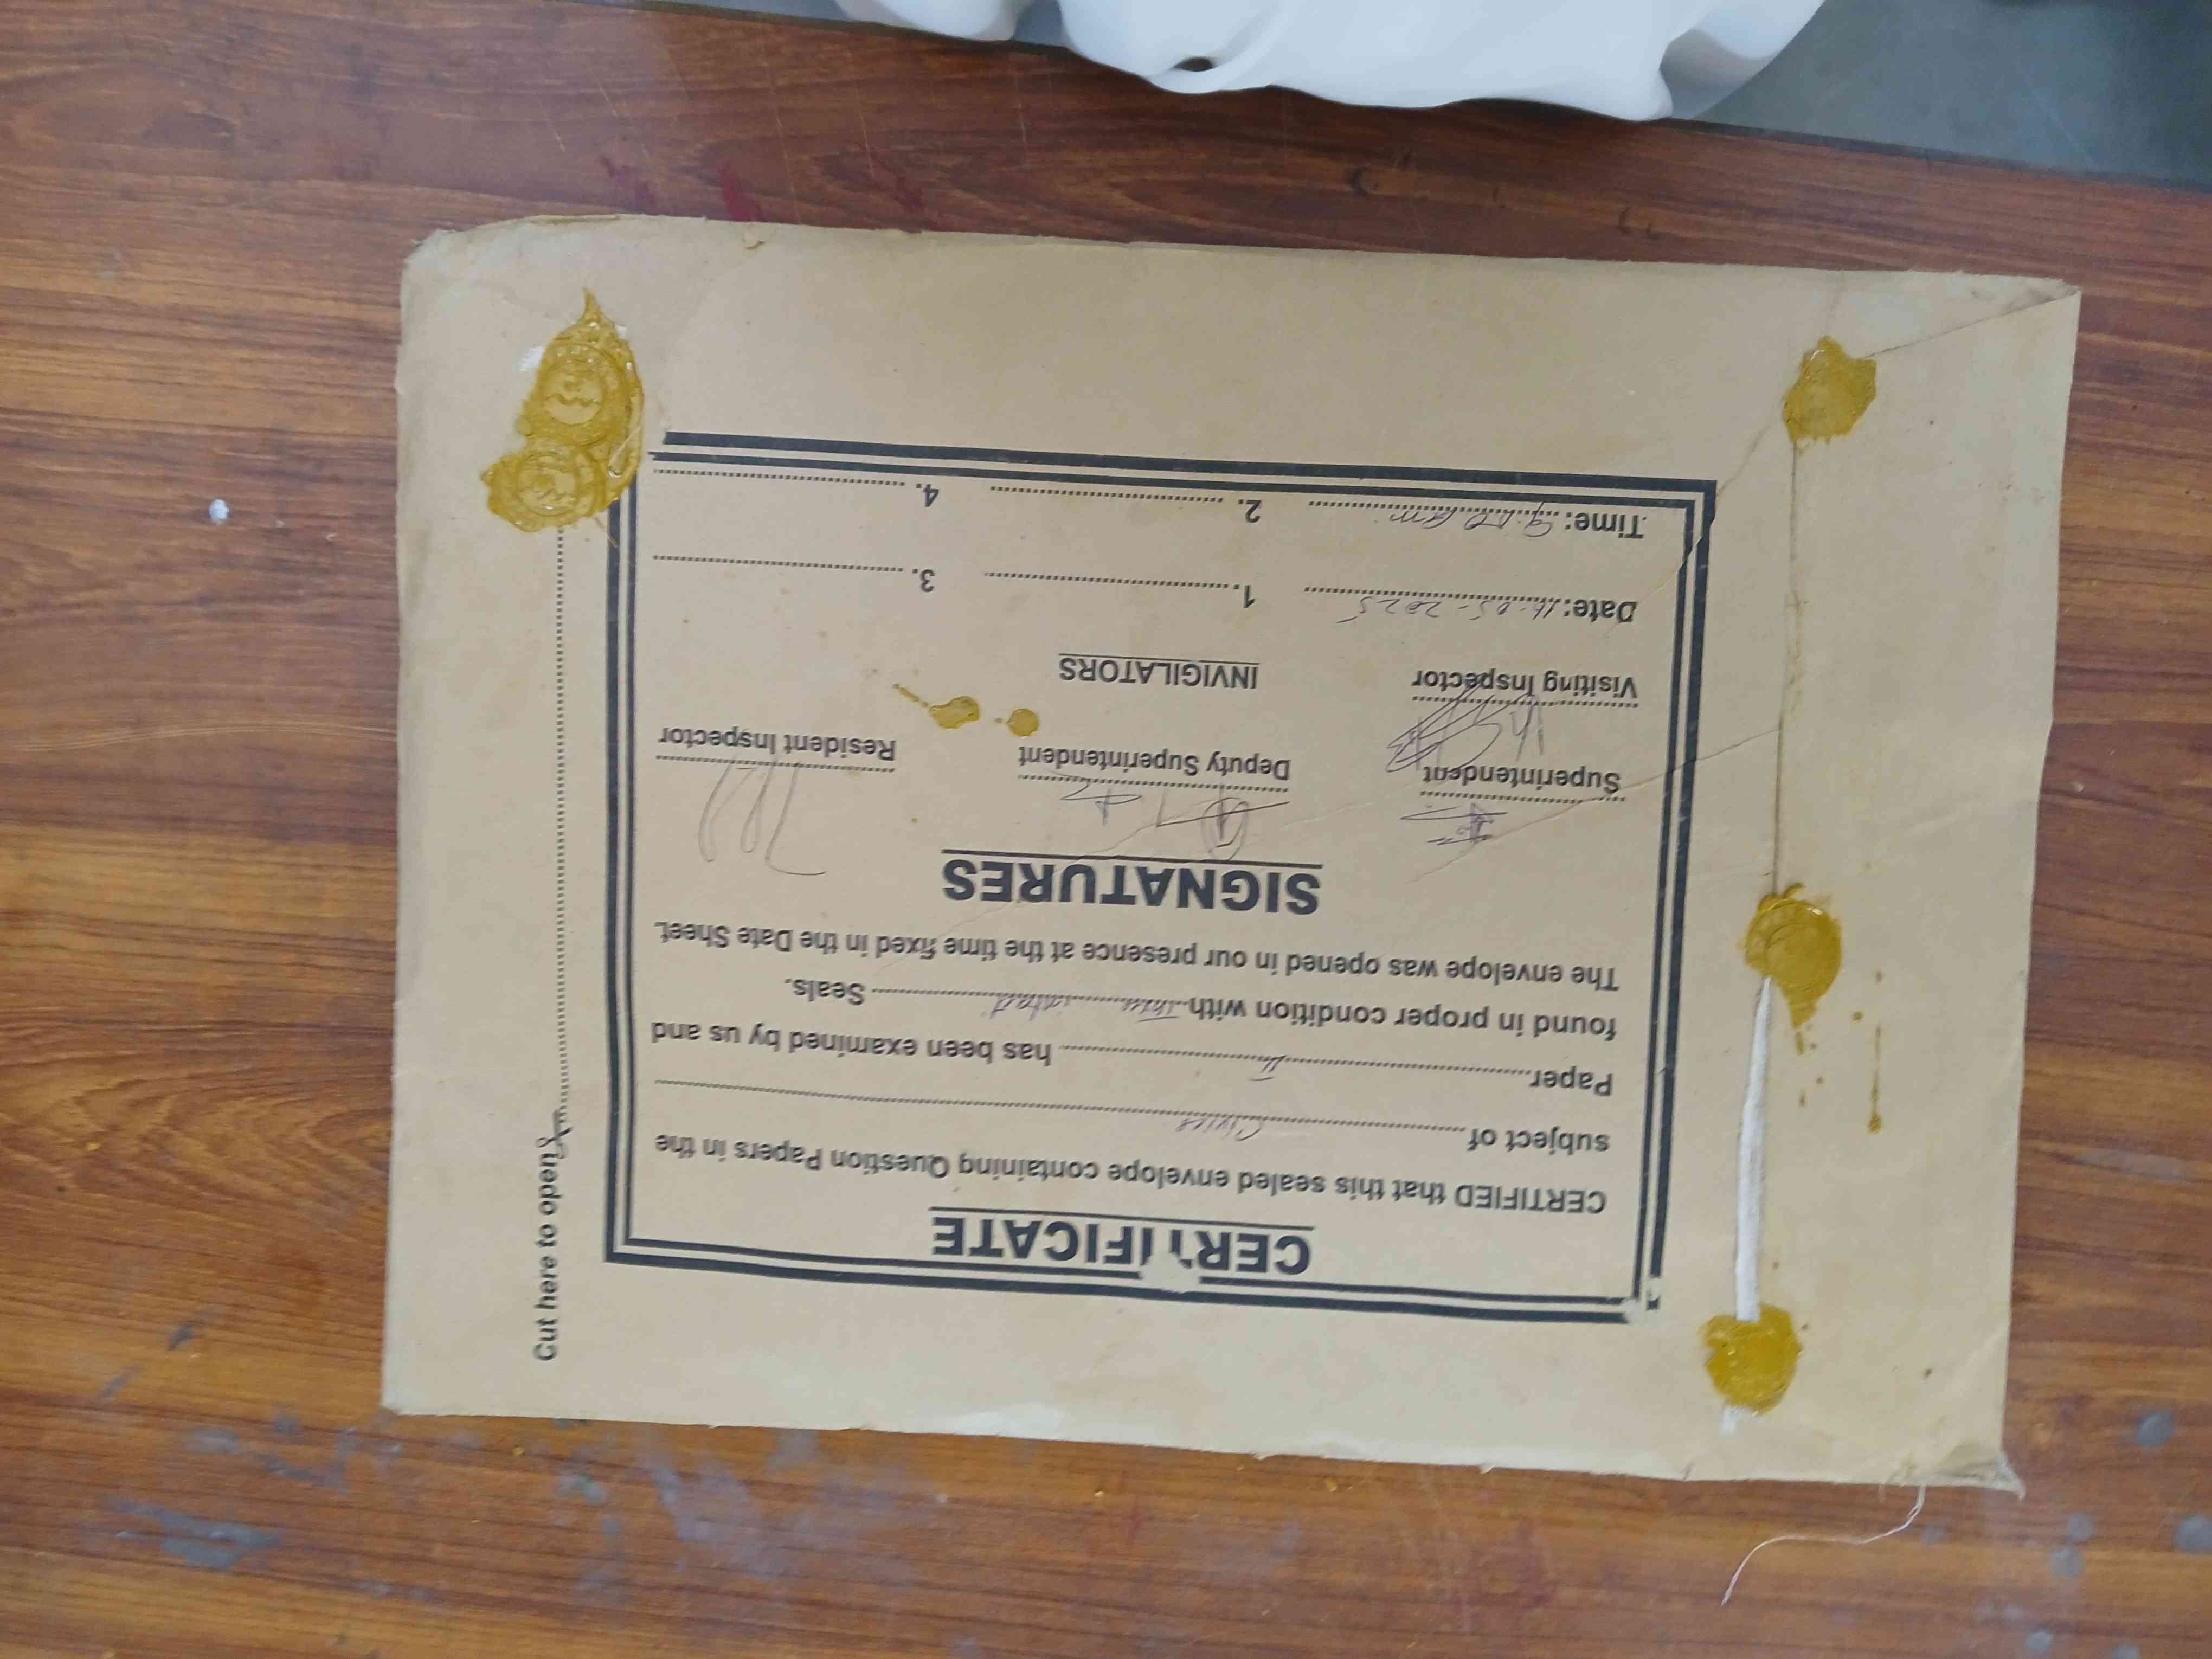 CERTIFICATE
CERTIFIED that this sealed envelope containing Question Papers in the
subject of Civics
Paper II has been examined by us and
found in proper condition with intact Seals.
The envelope was opened in our presence at the time fixed in the Date Sheet.
SIGNATURES
Superintendent Deputy Superintendent Resident Inspector
Visiting Inspector INVIGILATORS
Date: 16-05-2025 1. 3.
Time: am 2. 4.
Cut here to open